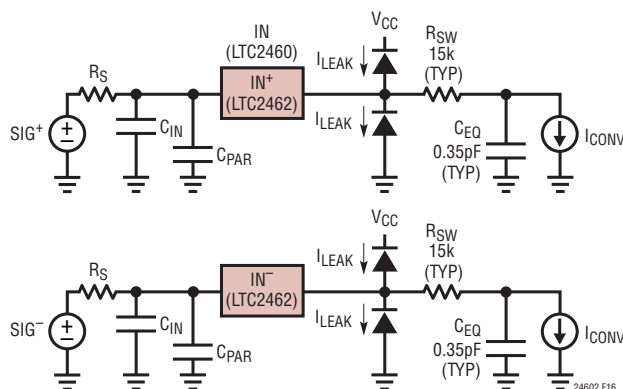 IN
(LTC2460)
IN+
(LTC2462)
VCC
ILEAK
ILEAK
RSW
15k
(TYP)
RS
SIG+
CIN
CPAR
CEQ
0.35pF
(TYP)
ICONV
IN−
(LTC2462)
VCC
ILEAK
ILEAK
RSW
15k
(TYP)
RS
SIG−
CIN
CPAR
CEQ
0.35pF
(TYP)
ICONV
24602 F16